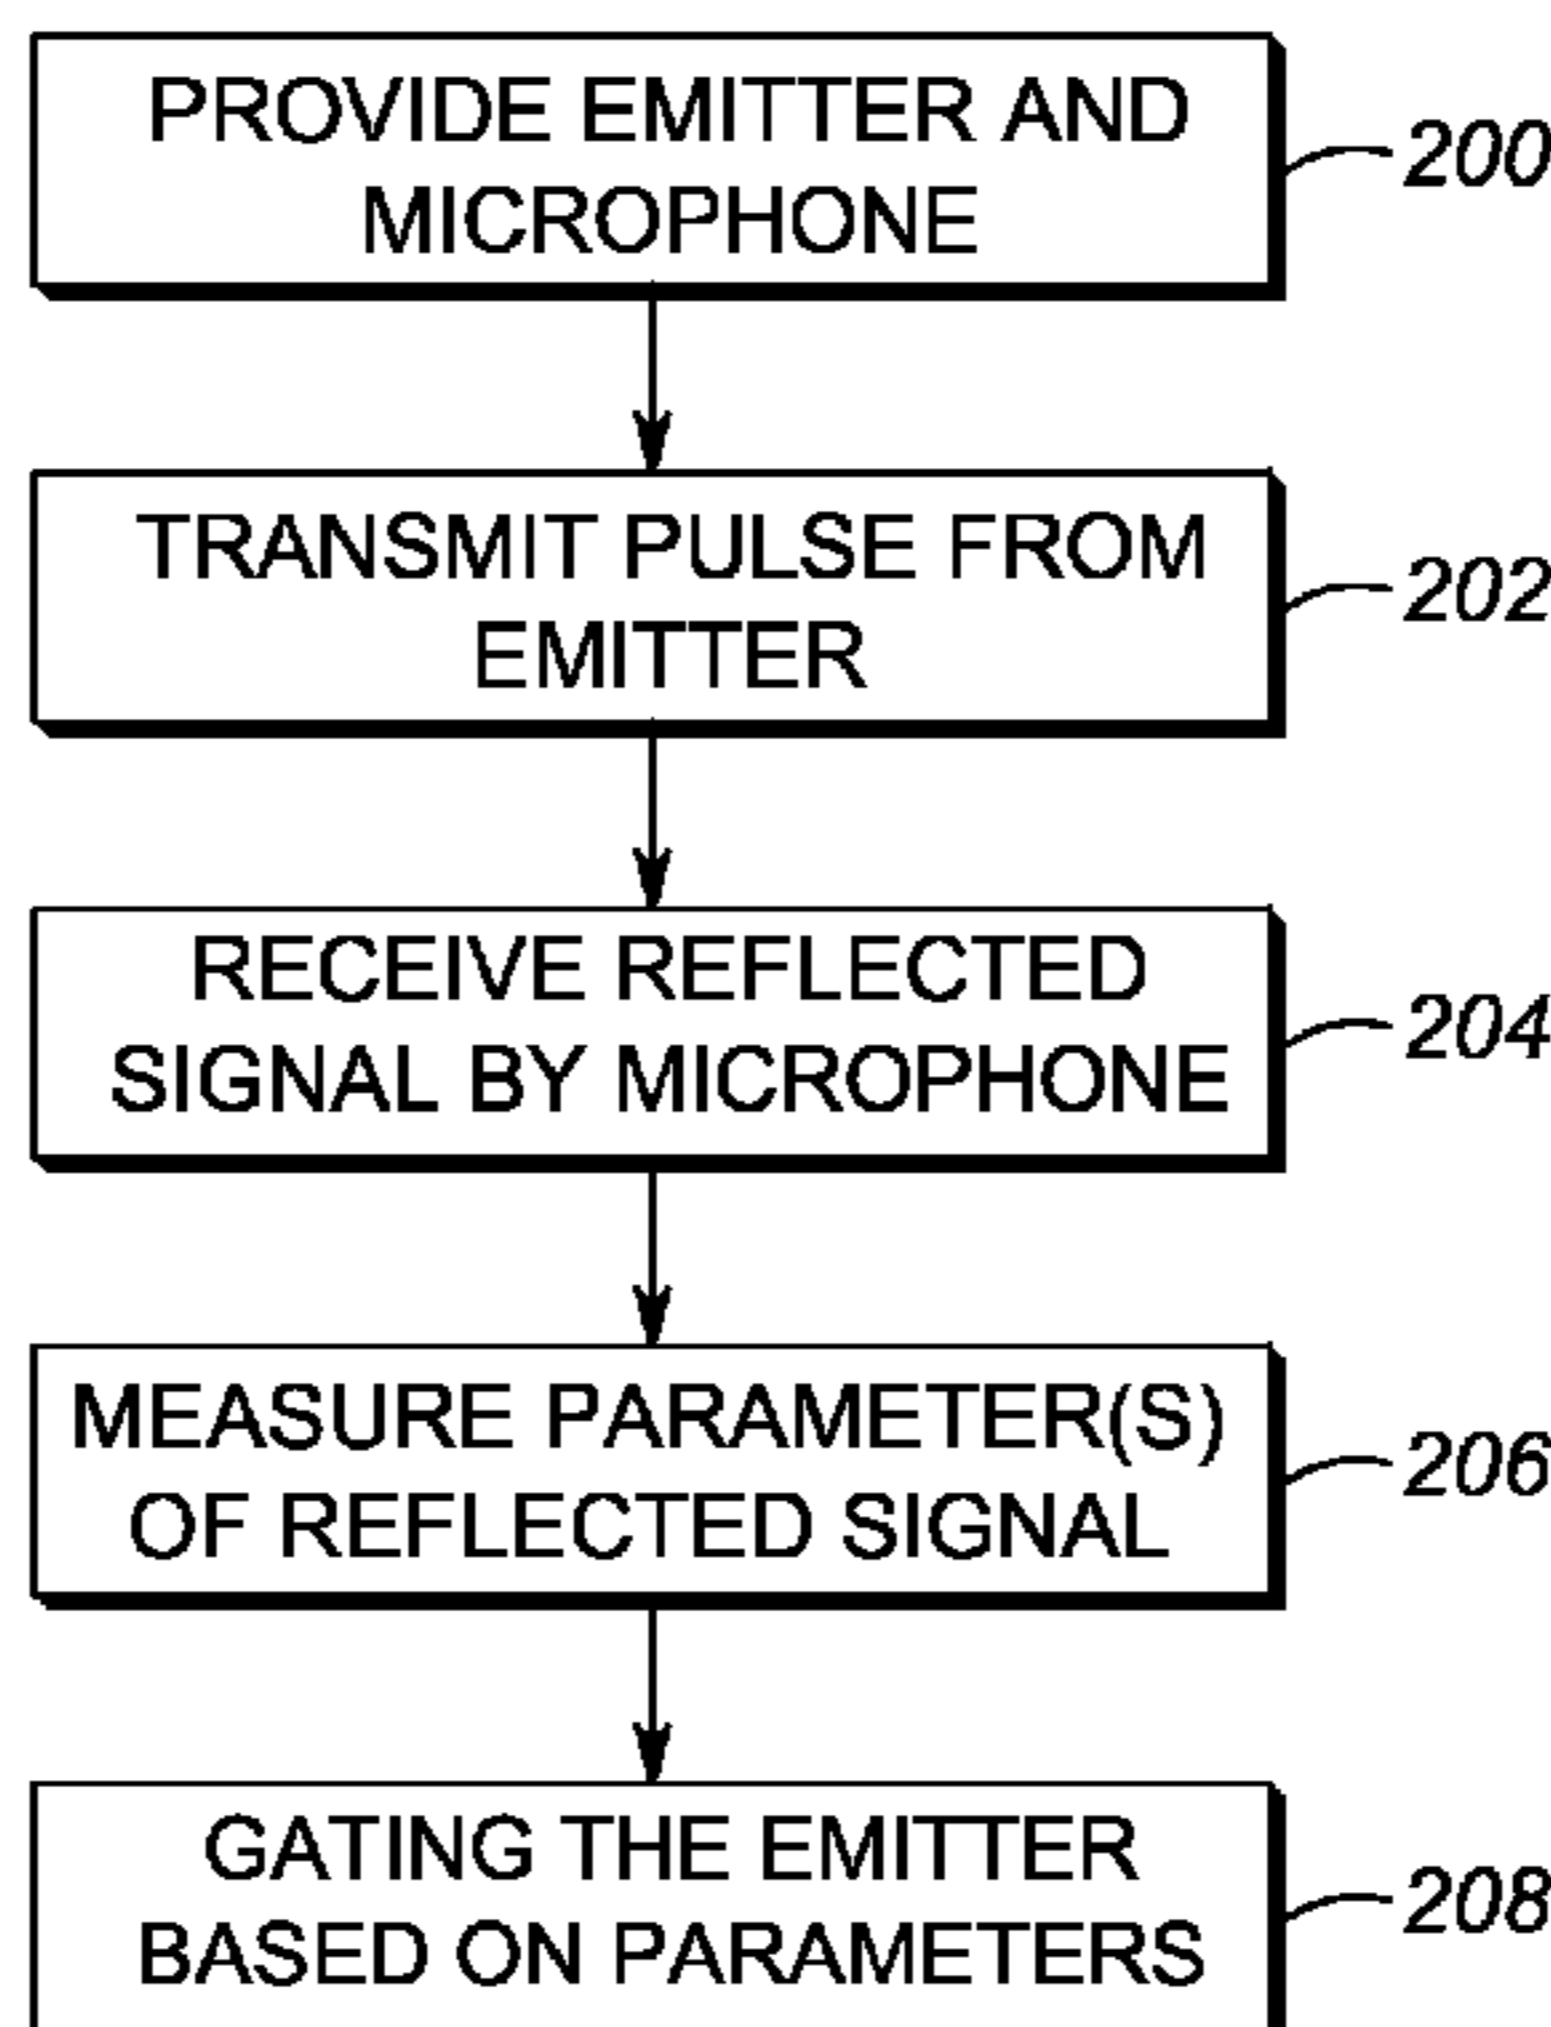 PROVIDE EMITTER AND
MICROPHONE
200
TRANSMIT PULSE FROM
EMITTER
202
RECEIVE REFLECTED
SIGNAL BY MICROPHONE
204
MEASURE PARAMETER(S)
OF REFLECTED SIGNAL
206
GATING THE EMITTER
BASED ON PARAMETERS
208